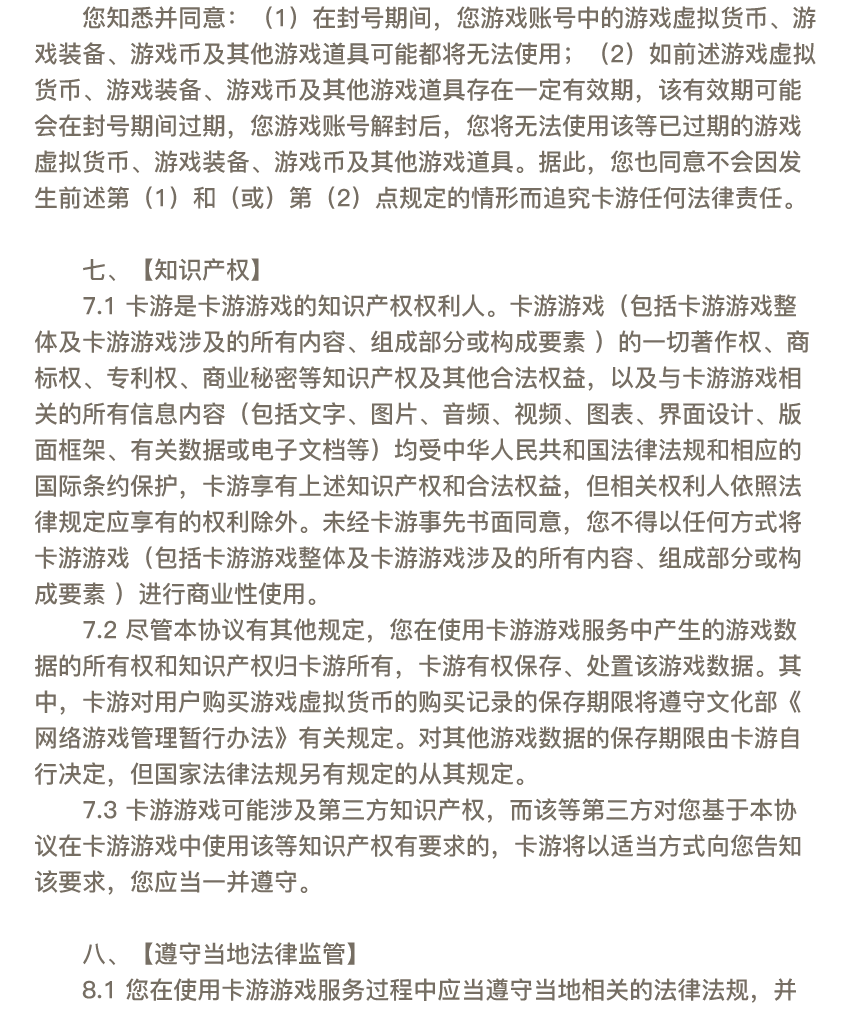 您知悉并同意：（1）在封号期间，您游戏账号中的游戏虚拟货币、游
戏装备、游戏币及其他游戏道具可能都将无法使用；（2）如前述游戏虚拟
货币、游戏装备、游戏币及其他游戏道具存在一定有效期，该有效期可能
会在封号期间过期，您游戏账号解封后，您将无法使用该等已过期的游戏
虚拟货币、游戏装备、游戏币及其他游戏道具。据此，您也同意不会因发
生前述第（1）和（或）第（2）点规定的情形而追究卡游任何法律责任。
七、【知识产权】
7.1 卡游是卡游游戏的知识产权权利人。卡游游戏（包括卡游游戏整
体及卡游游戏涉及的所有内容、组成部分或构成要素 ）的一切著作权、商
标权、专利权、商业秘密等知识产权及其他合法权益，以及与卡游游戏相
关的所有信息内容（包括文字、图片、音频、视频、图表、界面设计、版
面框架、有关数据或电子文档等）均受中华人民共和国法律法规和相应的
国际条约保护，卡游享有上述知识产权和合法权益，但相关权利人依照法
律规定应享有的权利除外。未经卡游事先书面同意，您不得以任何方式将
卡游游戏（包括卡游游戏整体及卡游游戏涉及的所有内容、组成部分或构
成要素 ）进行商业性使用。
7.2 尽管本协议有其他规定，您在使用卡游游戏服务中产生的游戏数
据的所有权和知识产权归卡游所有，卡游有权保存、处置该游戏数据。其
中，卡游对用户购买游戏虚拟货币的购买记录的保存期限将遵守文化部《
网络游戏管理暂行办法》有关规定。对其他游戏数据的保存期限由卡游自
行决定，但国家法律法规另有规定的从其规定。
7.3 卡游游戏可能涉及第三方知识产权，而该等第三方对您基于本协
议在卡游游戏中使用该等知识产权有要求的，卡游将以适当方式向您告知
该要求，您应当一并遵守。
八、【遵守当地法律监管】
8.1 您在使用卡游游戏服务过程中应当遵守当地相关的法律法规，并